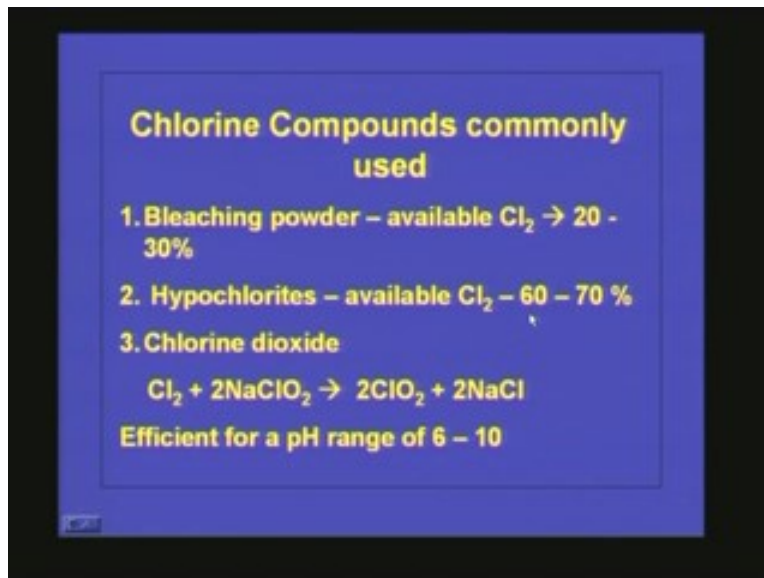 Chlorine Compounds commonly
used
1. Bleaching powder – available Cl₂ → 20 -
30%
2. Hypochlorites – available Cl₂ – 60 – 70 %
3. Chlorine dioxide
Cl₂ + 2NaClO₂ → 2ClO₂ + 2NaCl
Efficient for a pH range of 6 – 10